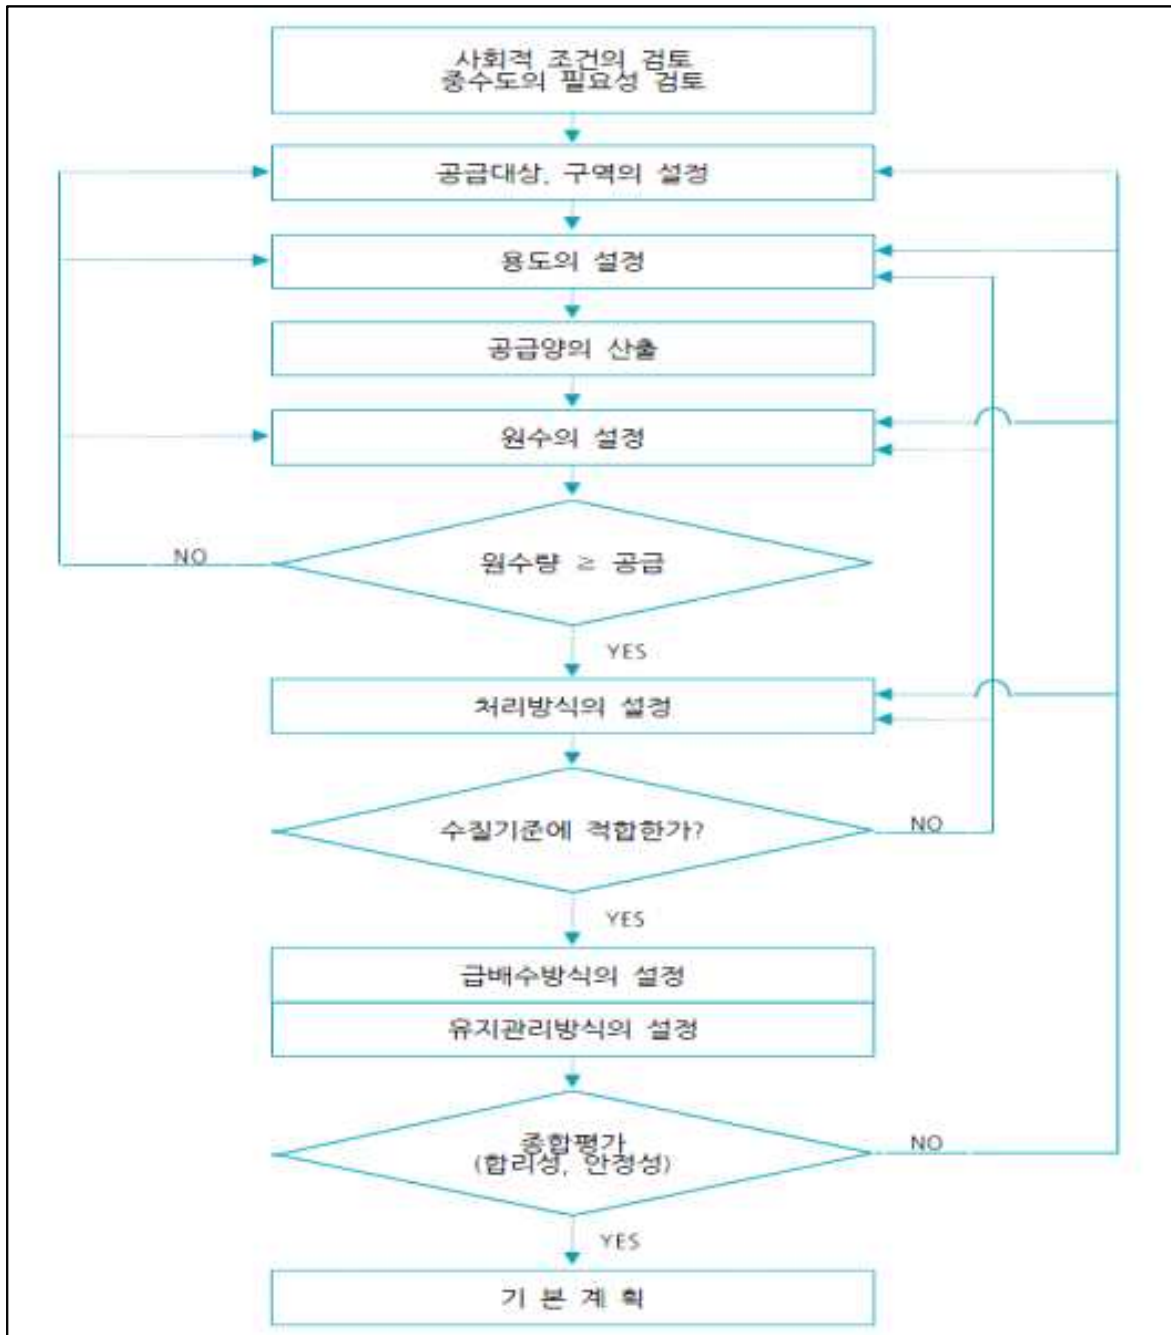 사회적 조건의 검토
중수도의 필요성 검토
공급대상, 구역의 설정
용도의 설정
공급양의 산출
원수의 설정
원수량 ≥ 공급
NO
YES
처리방식의 설정
수질기준에 적합한가?
NO
YES
급배수방식의 설정
유지관리방식의 설정
종합평가
(합리성, 안정성)
NO
YES
기 본 계 획